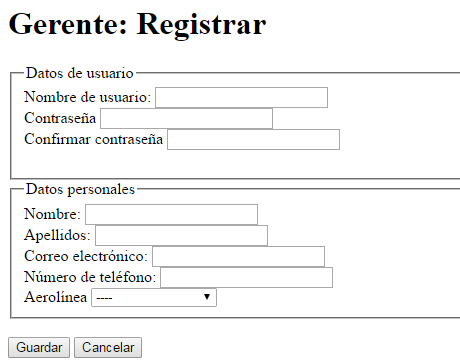 Gerente: Registrar
Datos de usuario
Nombre de usuario:
Contraseña
Confirmar contraseña
Datos personales
Nombre:
Apellidos:
Correo electrónico:
Número de teléfono:
Aerolínea ----
Guardar Cancelar